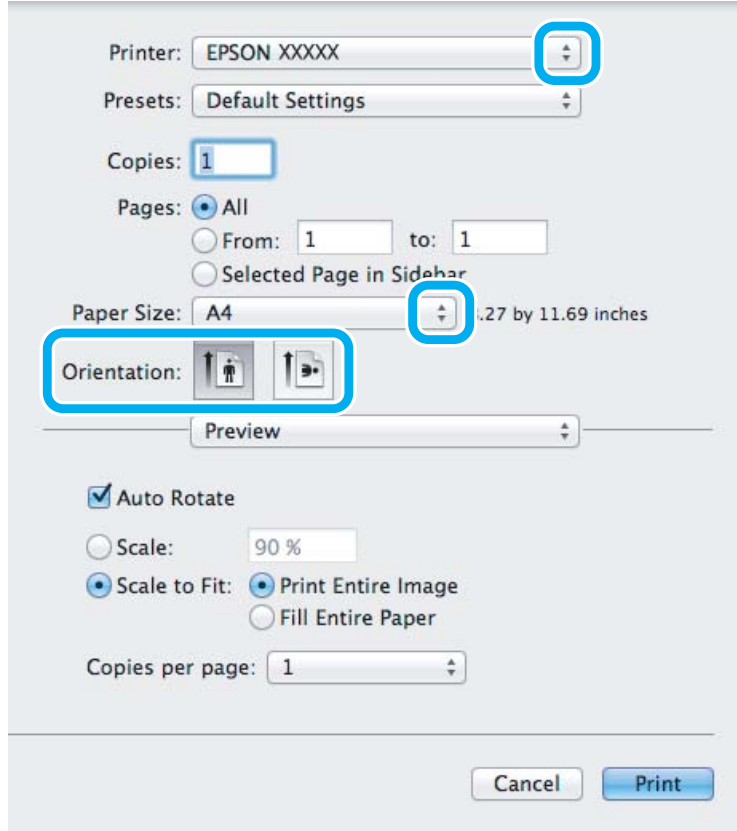 Printer: EPSON XXXXX
Presets: Default Settings
Copies: 1
Pages: All
From: 1 to: 1
Selected Page in Sidebar
Paper Size: A4 .27 by 11.69 inches
Orientation:
Preview
Auto Rotate
Scale: 90 %
Scale to Fit: Print Entire Image
Fill Entire Paper
Copies per page: 1
Cancel Print